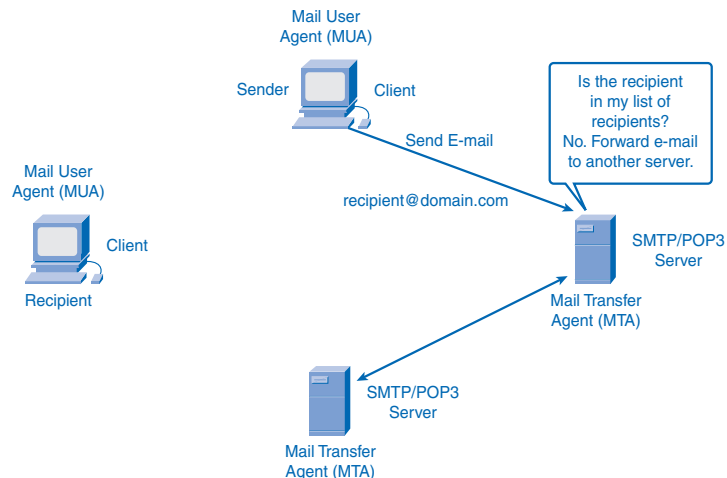 Mail User
Agent (MUA)
Sender
Client
Is the recipient
in my list of
recipients?
No. Forward e-mail
to another server.
Send E-mail
Mail User
Agent (MUA)
recipient@domain.com
Client
Recipient
SMTP/POP3
Server
Mail Transfer
Agent (MTA)
SMTP/POP3
Server
Mail Transfer
Agent (MTA)